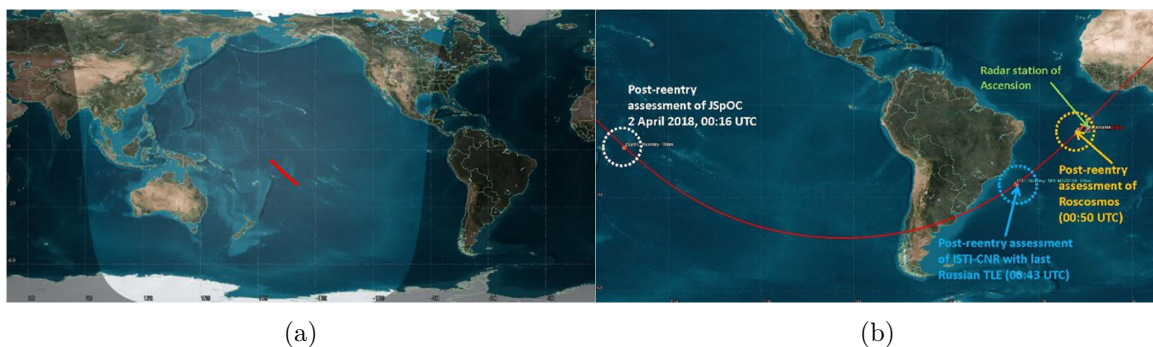 Radar station of
Ascension
Post-reentry
assessment of JSpOC
2 April 2018, 00:16 UTC
Post-reentry
assessment of
Roscosmos
(00:50 UTC)
Post-reentry assessment
of ISTI-CNR with last
Russian TLE (00:43 UTC)
(a)
(b)